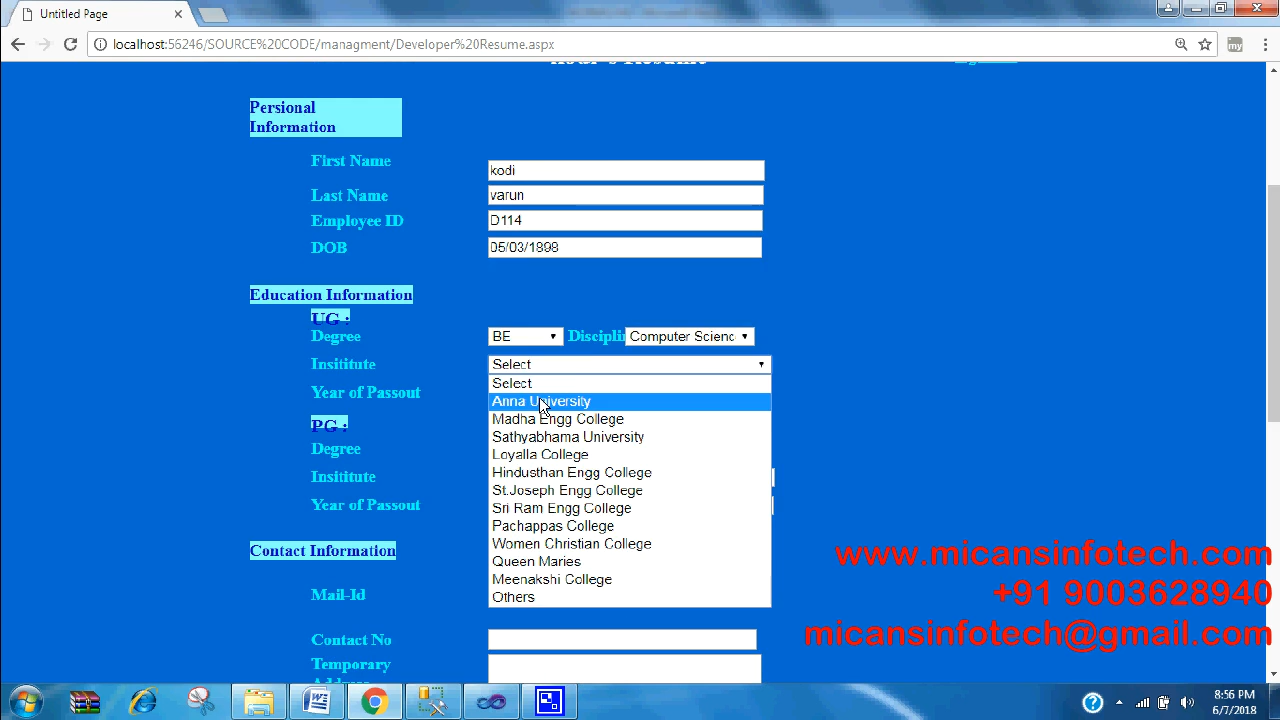 Untitled Page
localhost:56246/SOURCE%20CODE/managment/Developer%20Resume.aspx
my
Persional
Information
First Name
kodi
Last Name
varun
Employee ID
D114
DOB
05/03/1898
Education Information
UG :
Degree
BE
Disciplin
Computer Scienc
Insititute
Select
Select
Year of Passout
Anna University
Madha Engg College
PG :
Sathyabhama University
Degree
Loyalla College
Insititute
Hindusthan Engg College
St.Joseph Engg College
Year of Passout
Sri Ram Engg College
Pachappas College
Contact Information
Women Christian College
www.micansinfotech.com
Queen Maries
Meenakshi College
Mail-Id
Others
+91 9003628940
Contact No
micansinfotech@gmail.com
Temporary
8:56 PM
6/7/2018